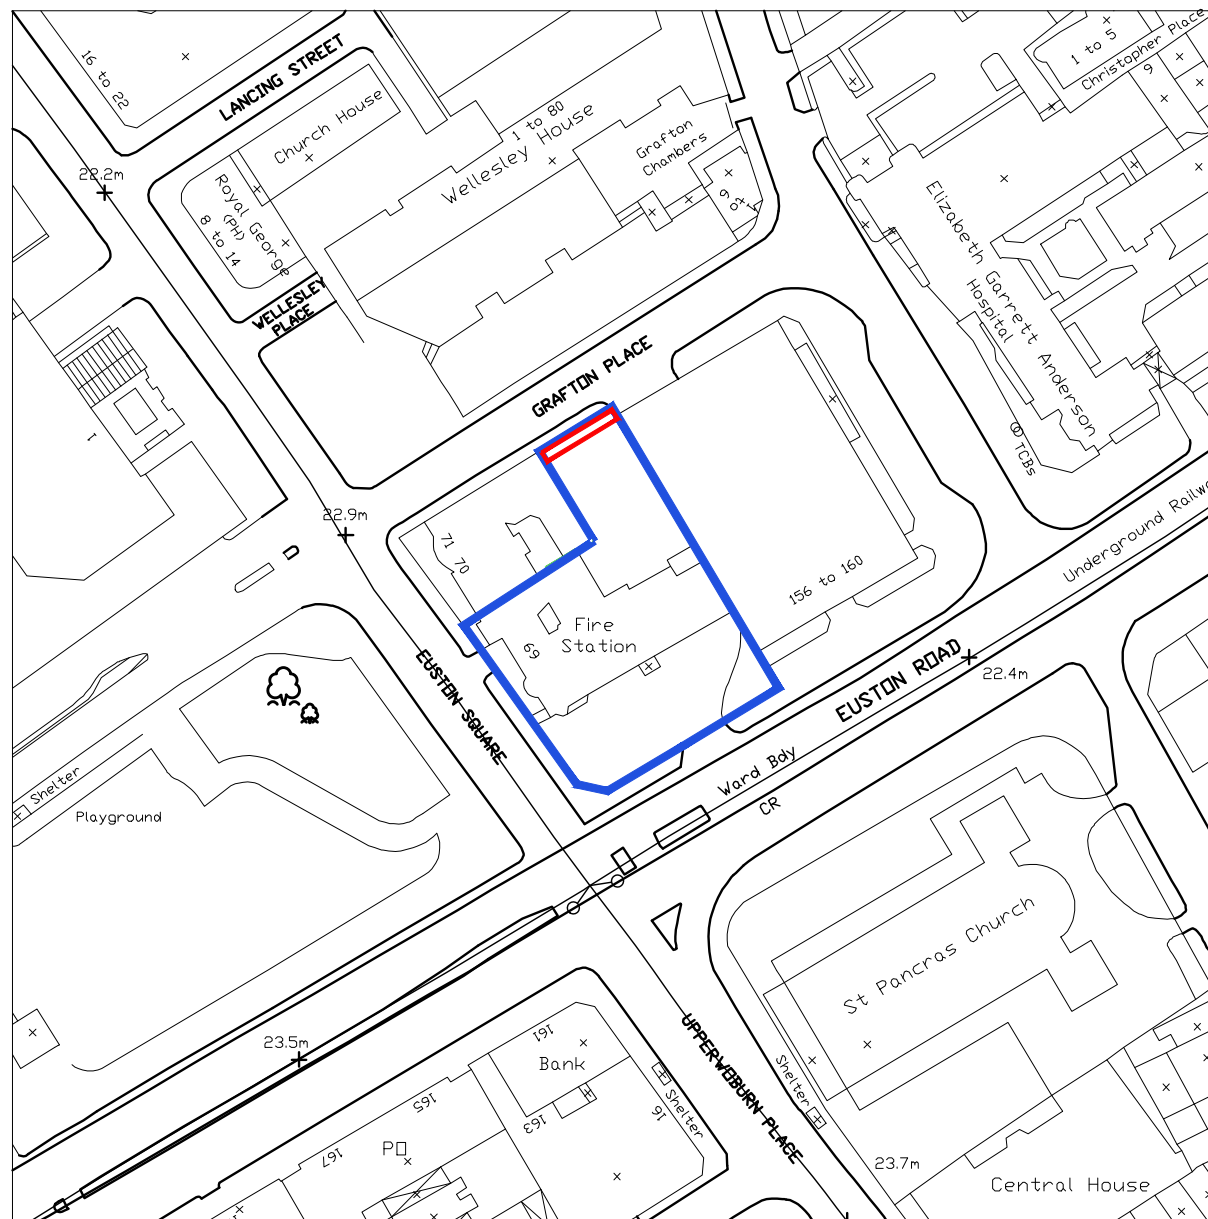 16 to 22
LANCING STREET
Church House
1 to 80
Wellesley House
Grafton
Chambers
1 to 5
Christopher Place
9
22.2m
Royal George
(PH)
8 to 14
WELLESLEY
PLACE
Elizabeth Garrett Anderson
Hospital
GRAFTON PLACE
TCBs
1
22.9m
71
70
156 to 160
Underground Railw
Fire
Station
69
EUSTON SQUARE
EUSTON ROAD
22.4m
Ward Bdy
CR
Shelter
Playground
St Pancras Church
23.5m
161
Bank
163
165
167
PO
16
Shelter
UPPER WOBURN PLACE
Shelter
23.7m
Central House